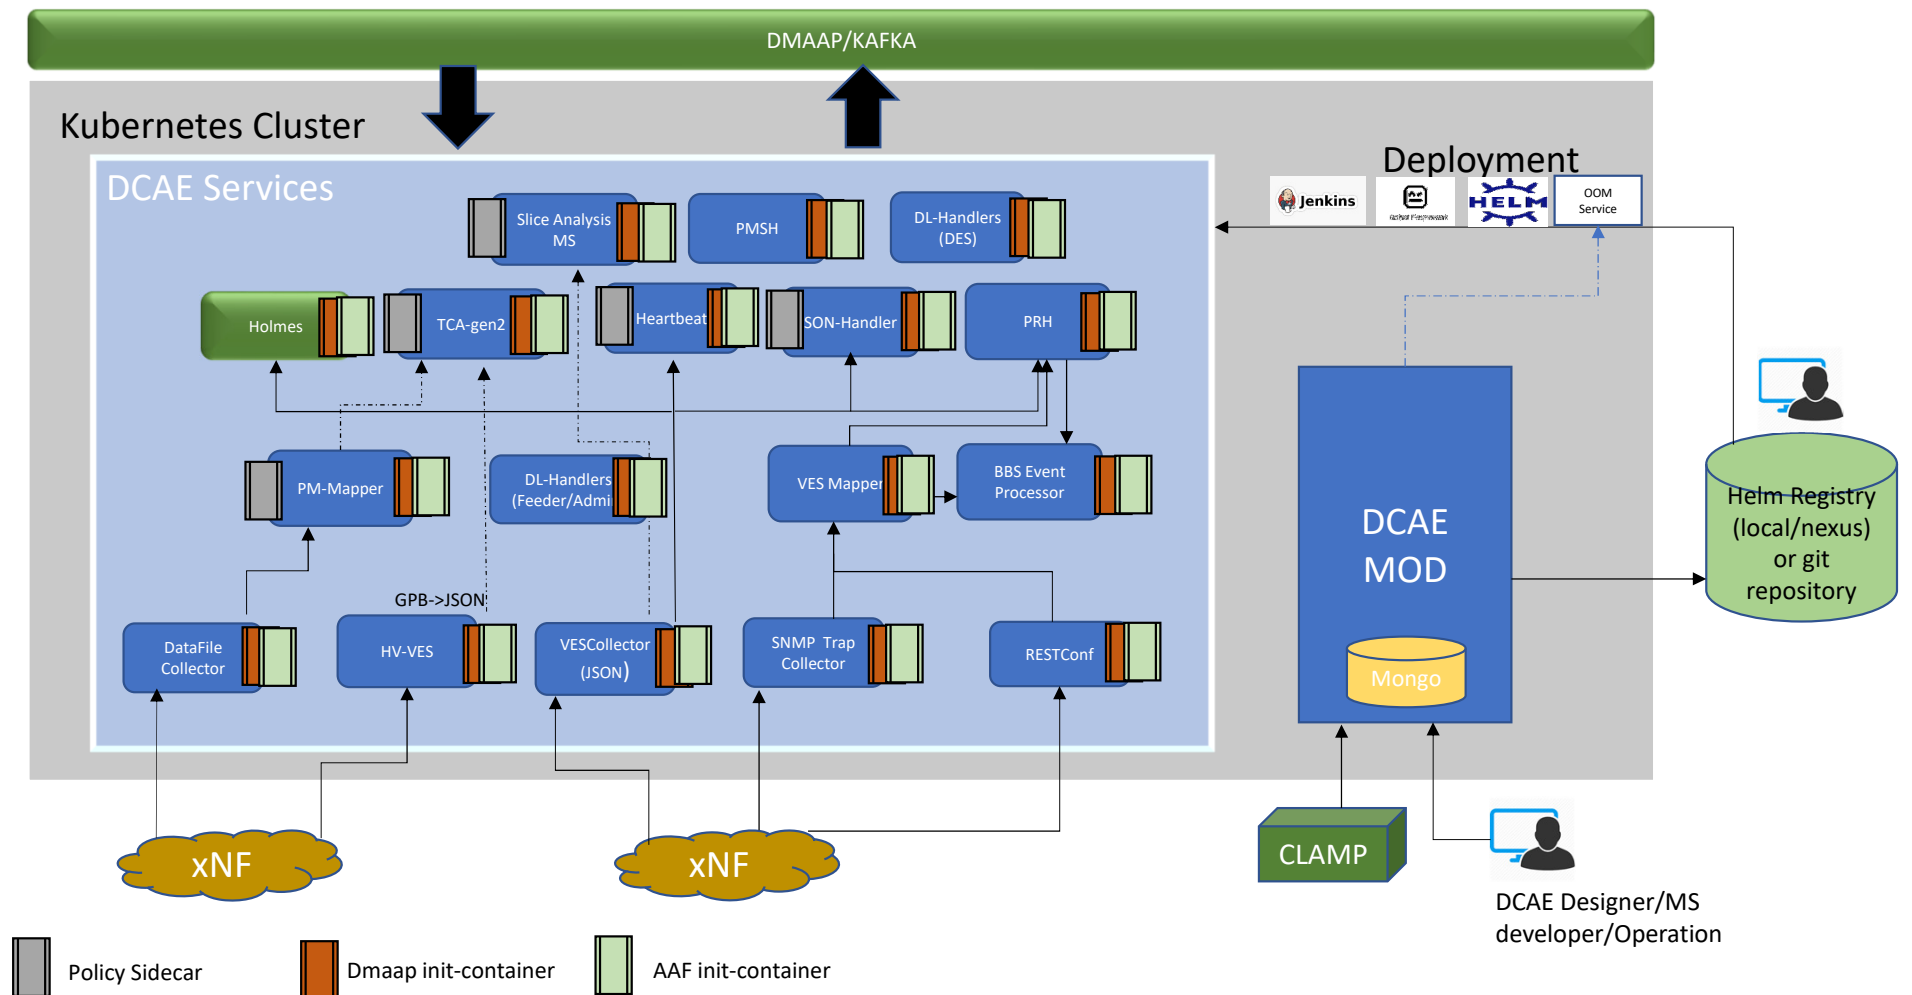 DMAAP/KAFKA
Kubernetes Cluster
Deployment
DCAE Services
Jenkins
HELM
OOM
Service
Slice Analysis
MS
PMSH
DL-Handlers
(DES)
Holmes
TCA-gen2
Heartbeat
SON-Handler
PRH
PM-Mapper
DL-Handlers
(Feeder/Admi
VES Mapper
BBS Event
Processor
DCAE
MOD
Helm Registry
(local/nexus)
or git
repository
GPB->JSON
DataFile
Collector
HV-VES
VESCollector
(JSON)
SNMP Trap
Collector
RESTConf
Mongo
xNF
xNF
CLAMP
DCAE Designer/MS
developer/Operation
Policy Sidecar
Dmaap init-container
AAF init-container